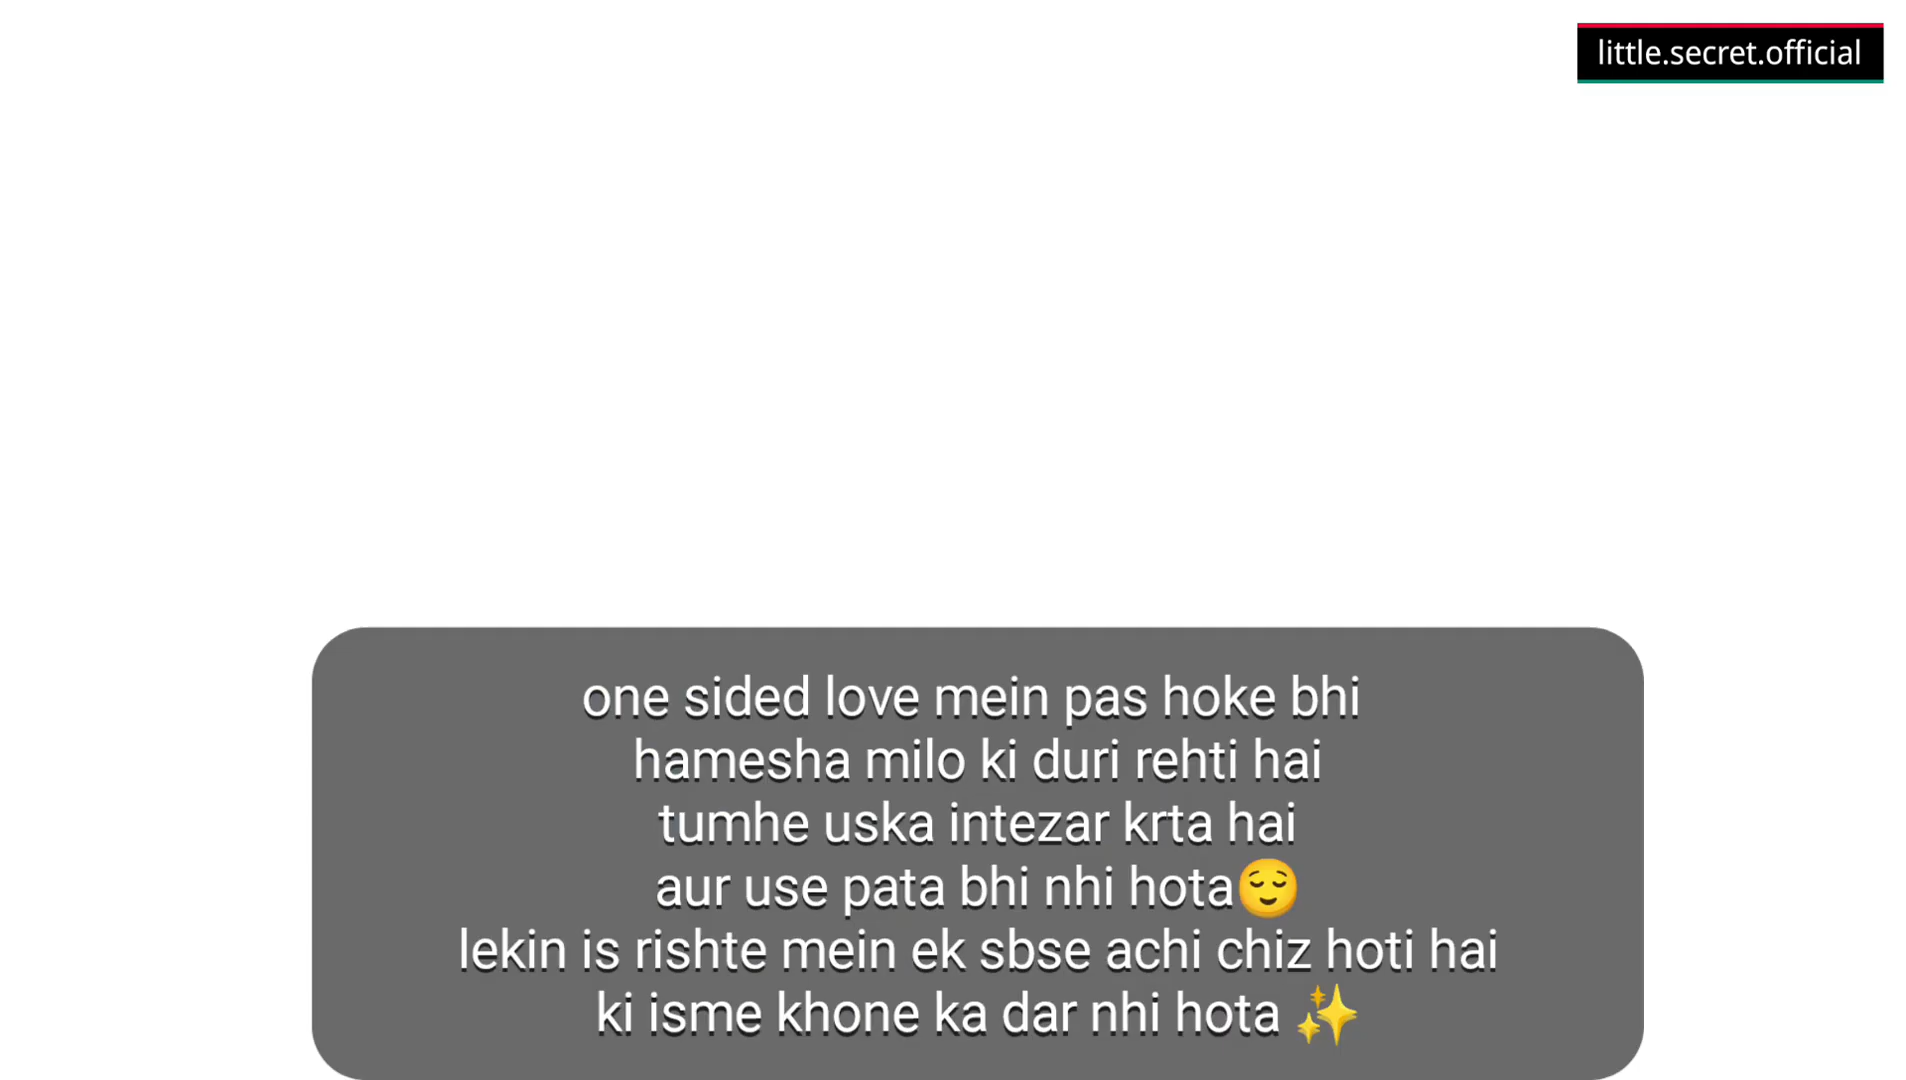 little.secret.official
one sided love mein pas hoke bhi
hamesha milo ki duri rehti hai
tumhe uska intezar krta hai
aur use pata bhi nhi hota😌
lekin is rishte mein ek sbse achi chiz hoti hai
ki isme khone ka dar nhi hota ✨